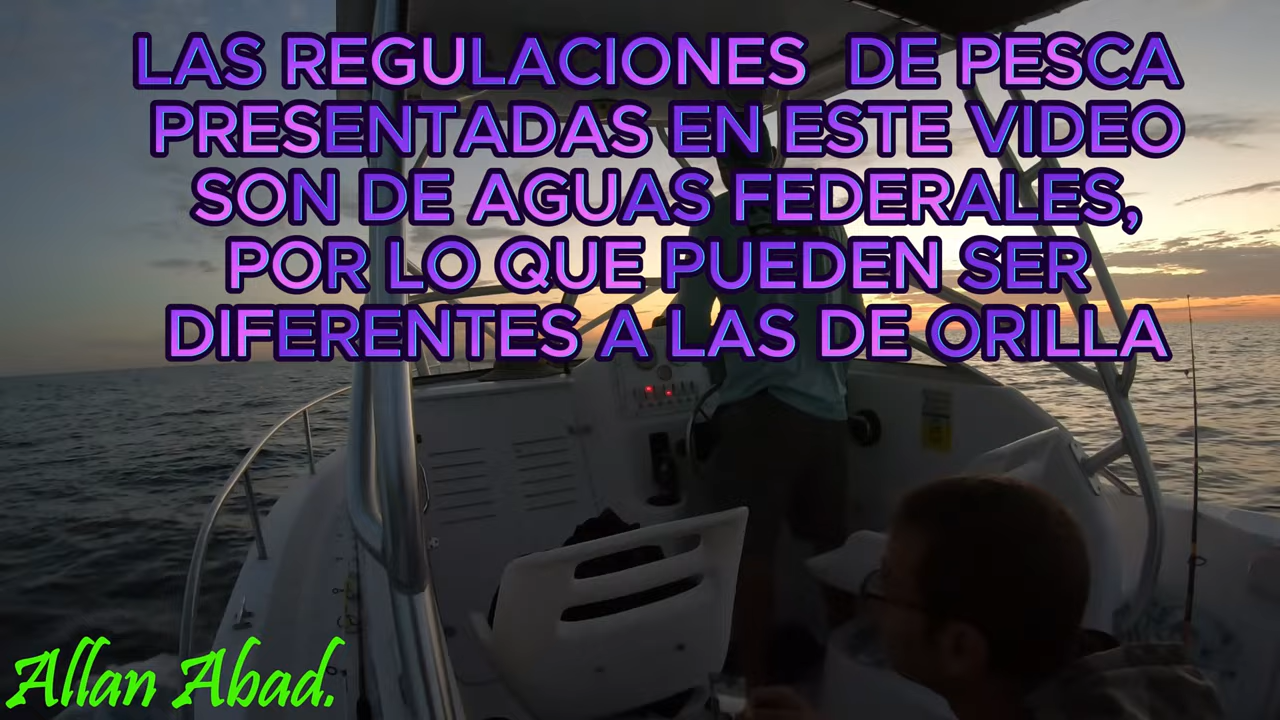 LAS REGULACIONES DE PESCA
PRESENTADAS EN ESTE VIDEO
SON DE AGUAS FEDERALES,
POR LO QUE PUEDEN SER
DIFERENTES A LAS DE ORILLA
Allan Abad.